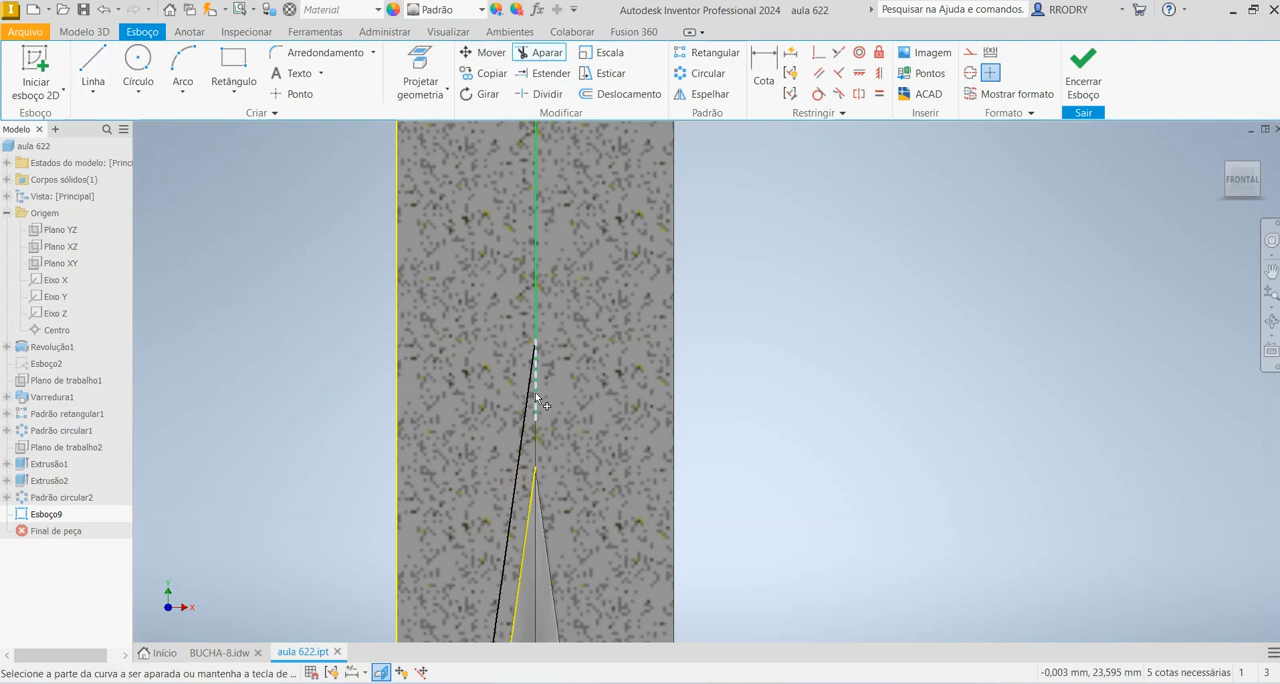 Material
Padrão
Autodesk Inventor Professional 2024
aula 622
Pesquisar na Ajuda e comandos.
RRODRY
Arquivo
Modelo 3D
Esboço
Anotar
Inspecionar
Ferramentas
Administrar
Visualizar
Ambientes
Colaborar
Fusion 360
Iniciar
esboço 2D
Linha
Círculo
Arco
Retângulo
Arredondamento
Texto
Ponto
Projetar
geometria
Mover
Aparar
Escala
Copiar
Estender
Esticar
Girar
Dividir
Deslocamento
Retangular
Circular
Espelhar
Cota
Imagem
Pontos
ACAD
Mostrar formato
Encerrar
Esboço
Esboço
Criar
Modificar
Padrão
Restringir
Inserir
Formato
Sair
Modelo
aula 622
Estados do modelo: [Princ
Corpos sólidos(1)
Vista: [Principal]
Origem
Plano YZ
Plano XZ
Plano XY
Eixo X
Eixo Y
Eixo Z
Centro
Revolução1
Esboço2
Plano de trabalho1
Varredura1
Padrão retangular1
Padrão circular1
Plano de trabalho2
Extrusão1
Extrusão2
Padrão circular2
Esboço9
Final de peça
FRONTAL
Y
X
Início
BUCHA-8.idw
aula 622.ipt
Selecione a parte da curva a ser aparada ou mantenha a tecla de ...
-0,003 mm, 23,595 mm
5 cotas necessárias
1
3